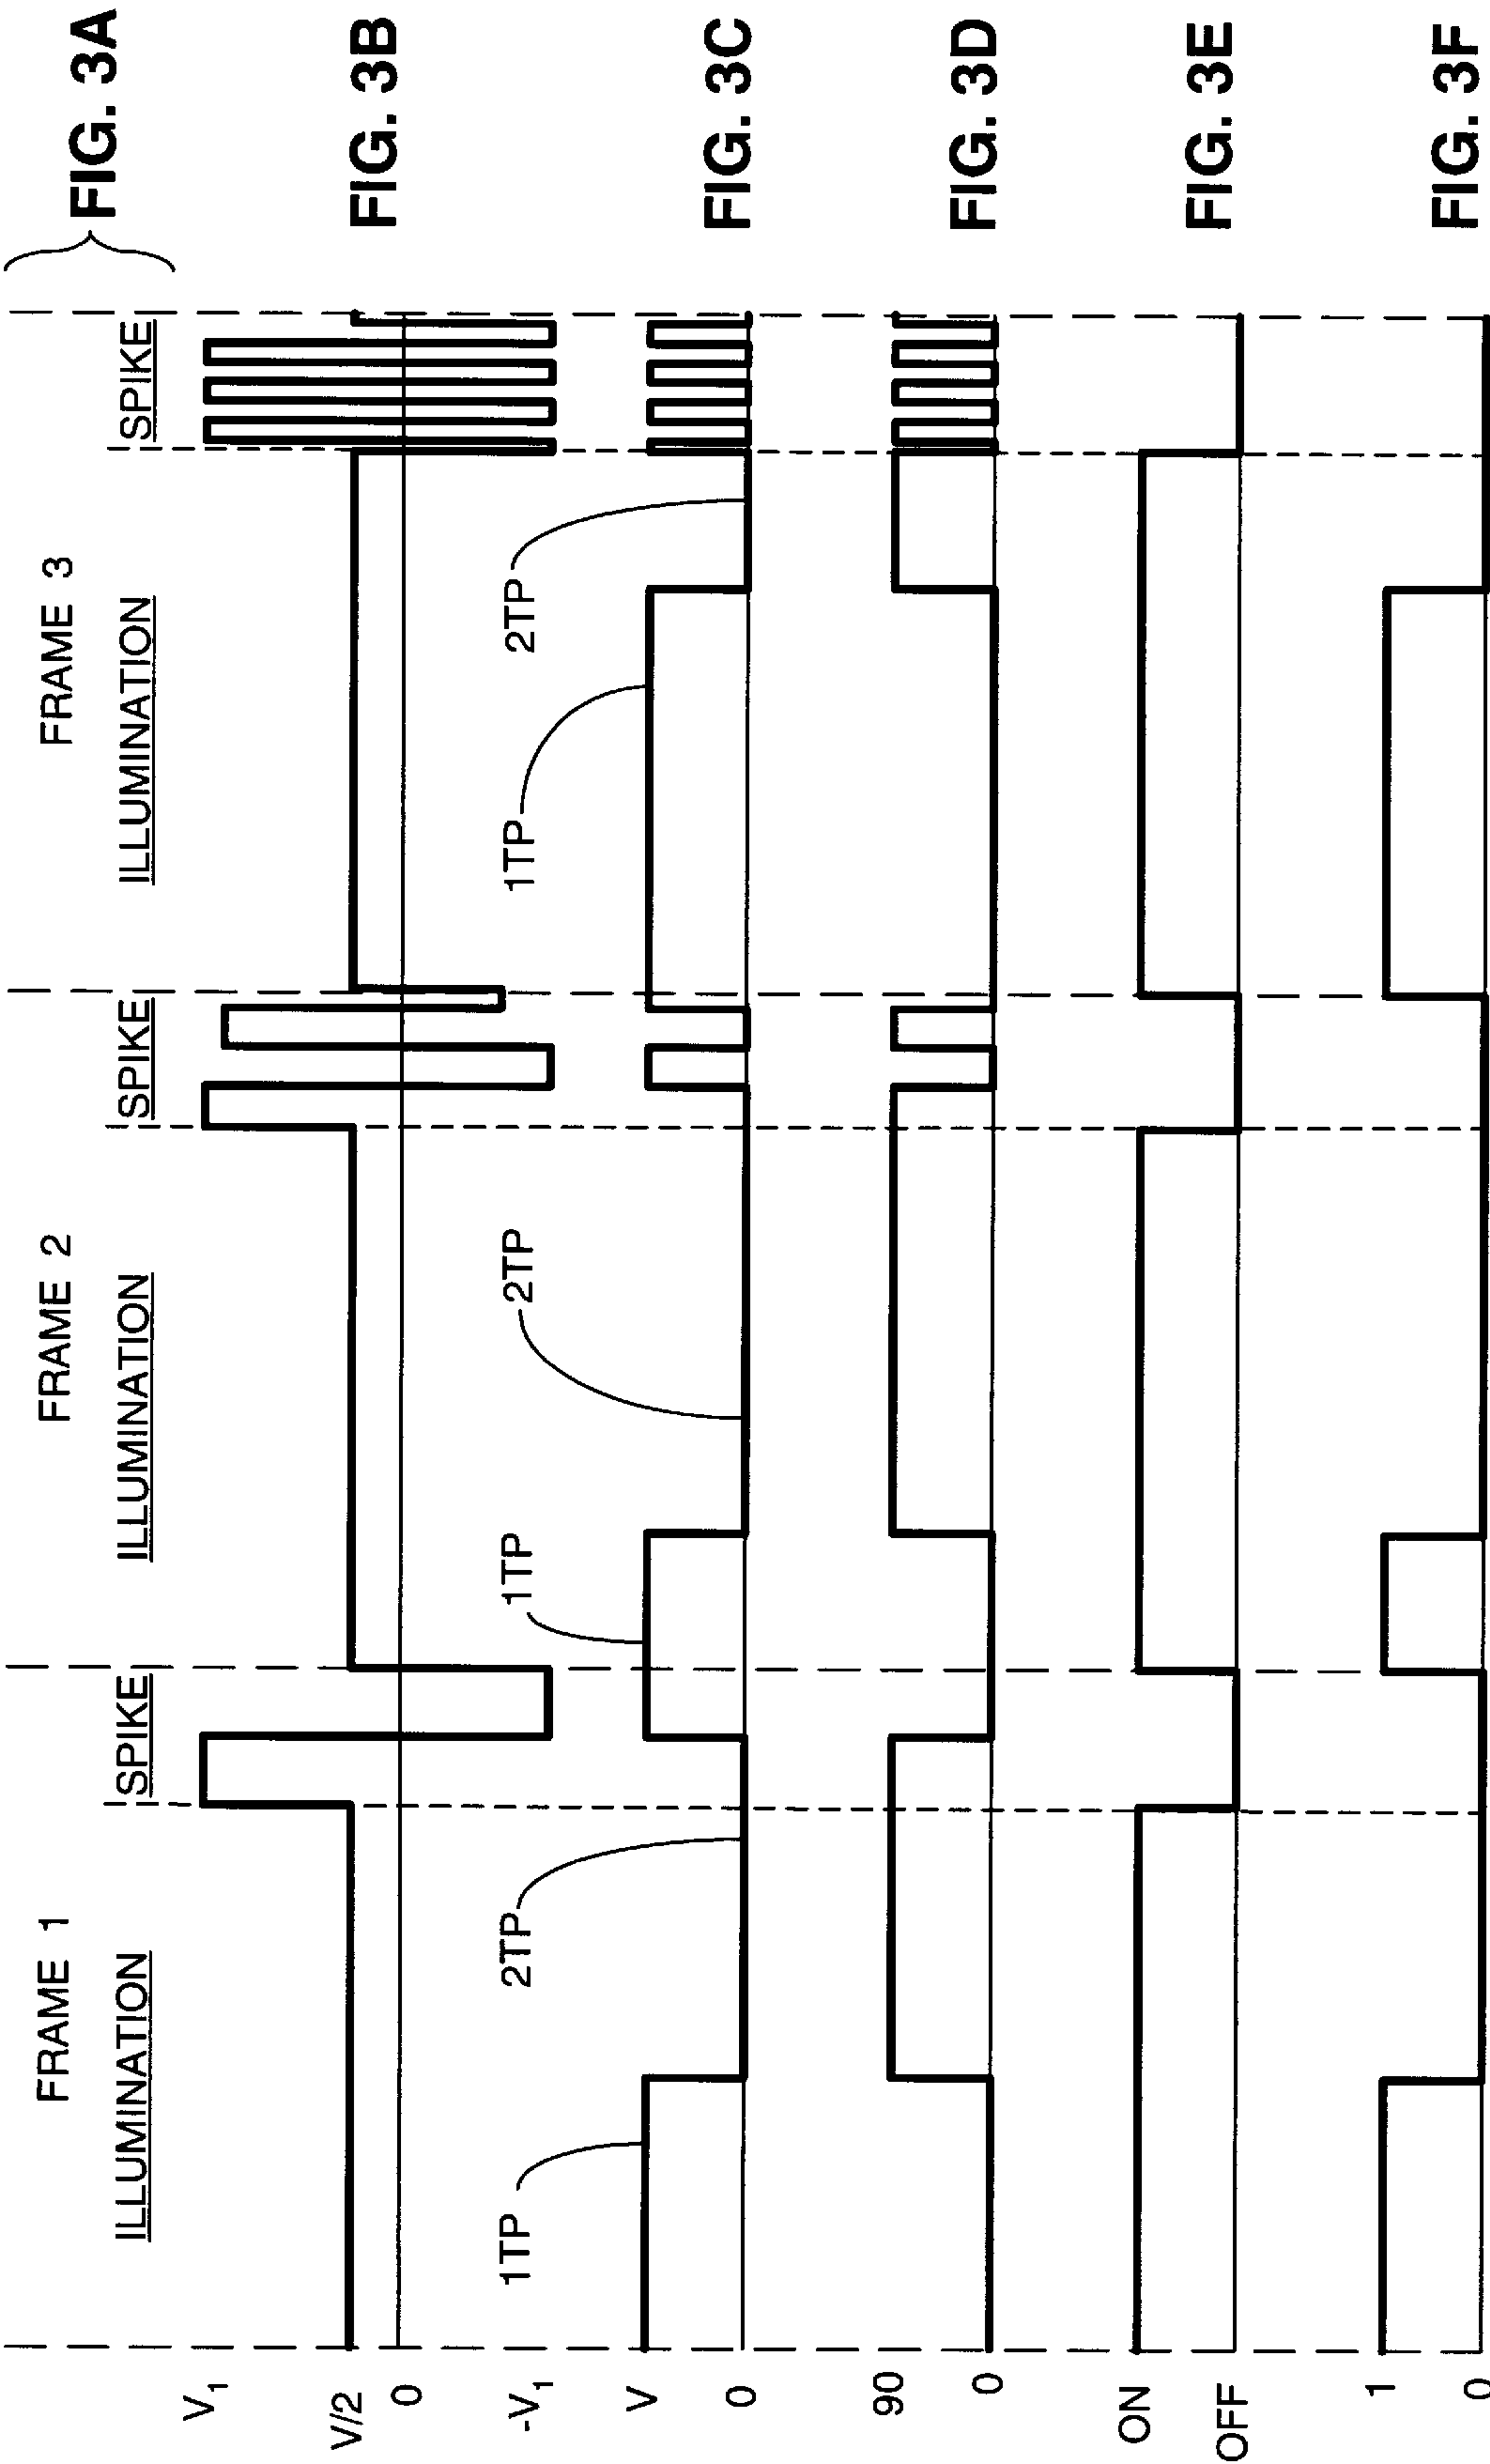 FRAME 1 FRAME 2 FRAME 3 FIG. 3A
ILLUMINATION SPIKE ILLUMINATION SPIKE ILLUMINATION SPIKE
V1
V/2
0
-V1
FIG. 3B
1TP 2TP 1TP 2TP 1TP 2TP
V
0
FIG. 3C
90
0
FIG. 3D
ON
OFF
FIG. 3E
1
0
FIG. 3F